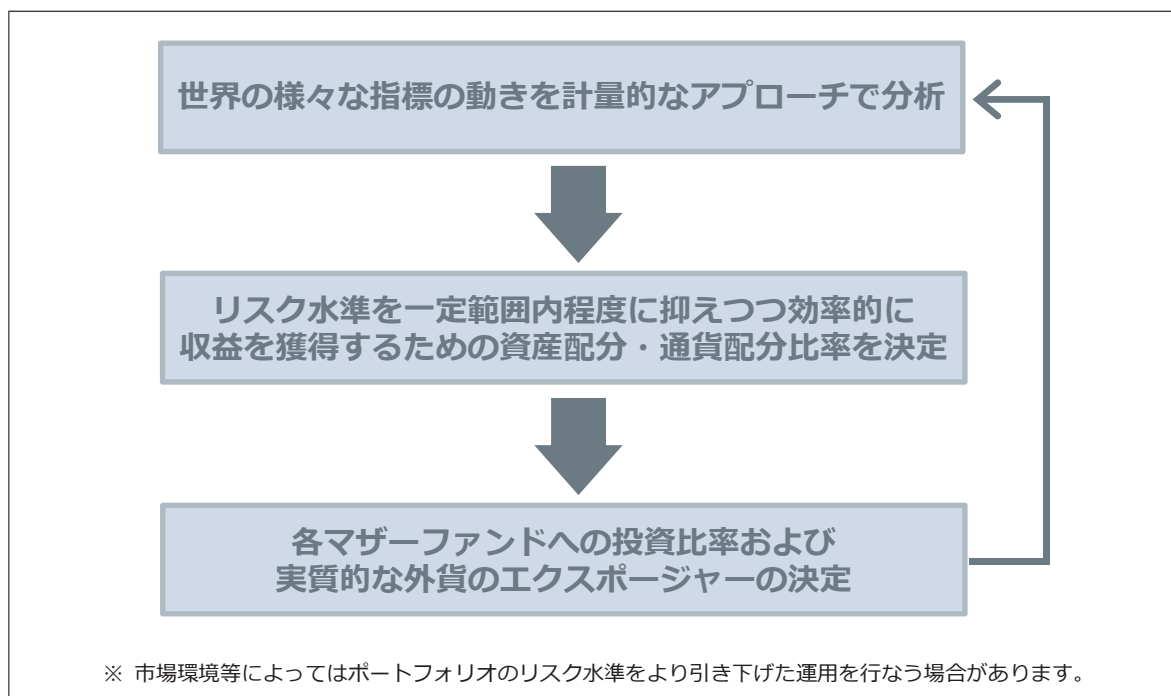 世界の様々な指標の動きを計量的なアプローチで分析
リスク水準を一定範囲内程度に抑えつつ効率的に
収益を獲得するための資産配分・通貨配分比率を決定
各マザーファンドへの投資比率および
実質的な外貨のエクスポージャーの決定
※ 市場環境等によってはポートフォリオのリスク水準をより引き下げた運用を行なう場合があります。